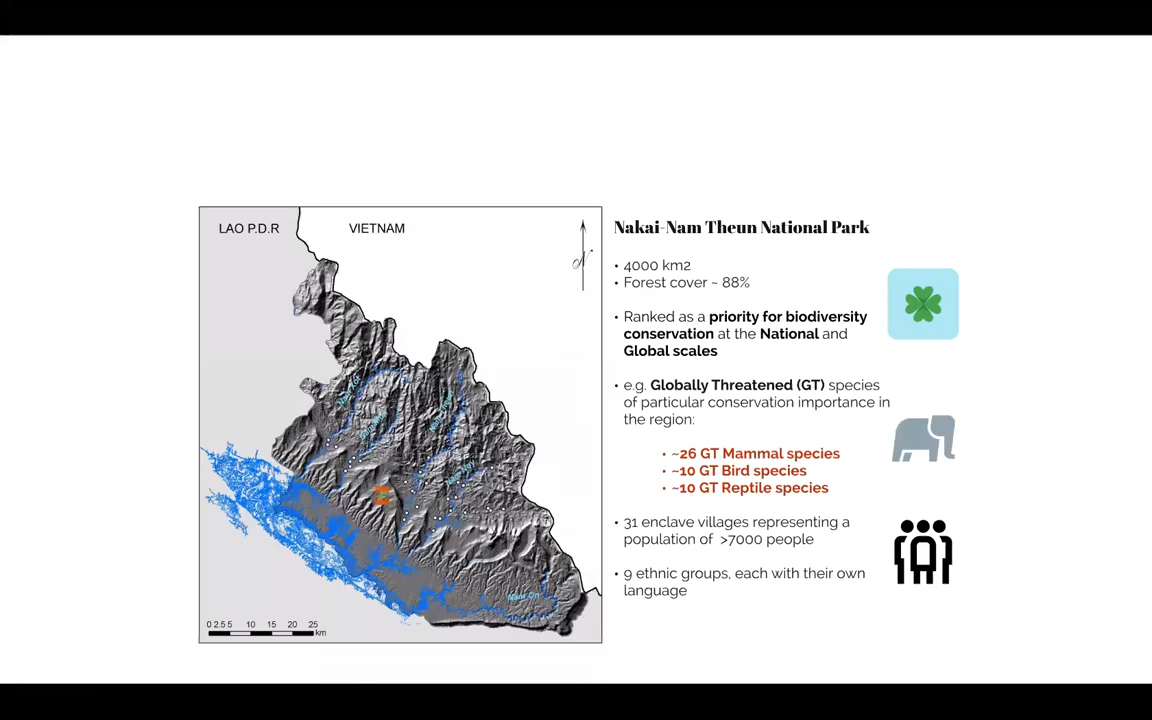 LAO P.D.R
VIETNAM
N
Nam On
0 2.5 5 10 15 20 25
km
Nakai-Nam Theun National Park
• 4000 km2
• Forest cover ~ 88%
• Ranked as a priority for biodiversity
conservation at the National and
Global scales
• e.g. Globally Threatened (GT) species
of particular conservation importance in
the region:
• ~26 GT Mammal species
• ~10 GT Bird species
• ~10 GT Reptile species
• 31 enclave villages representing a
population of >7000 people
• 9 ethnic groups, each with their own
language